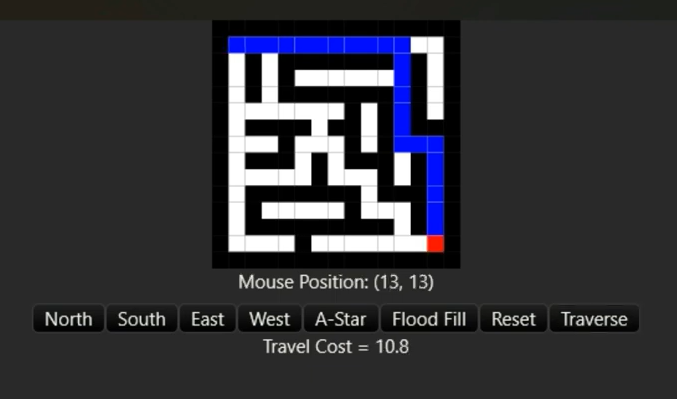 Mouse Position: (13, 13)
North South East West A-Star Flood Fill Reset Traverse
Travel Cost = 10.8